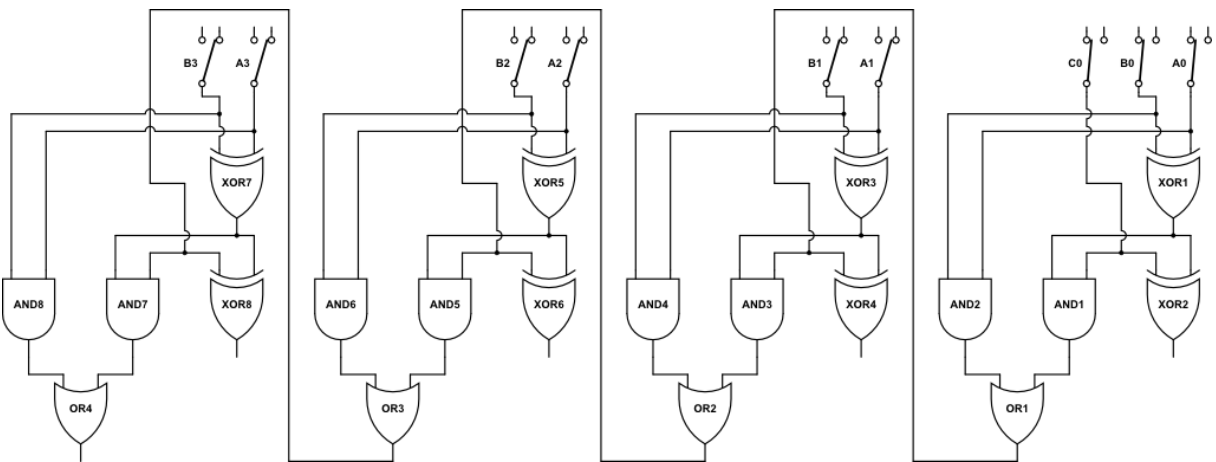 B3 A3 B2 A2 B1 A1 C0 B0 A0
XOR7 XOR5 XOR3 XOR1
AND8 AND7 XOR8 AND6 AND5 XOR6 AND4 AND3 XOR4 AND2 AND1 XOR2
OR4 OR3 OR2 OR1